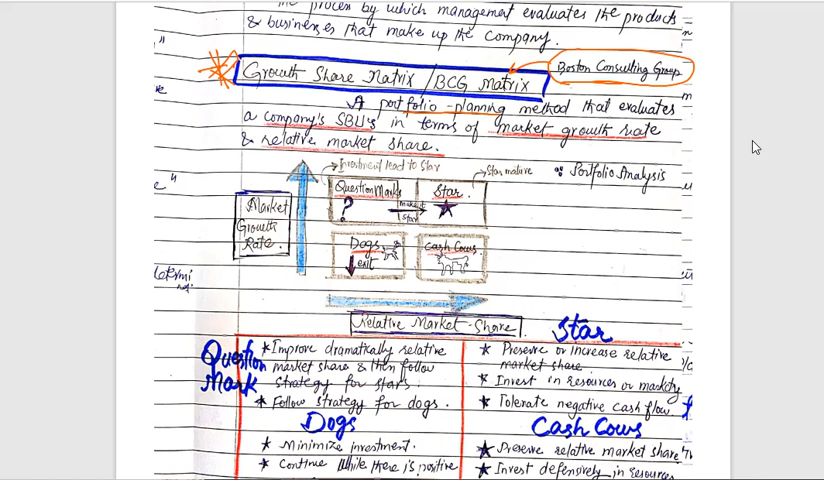 the process by which management evaluates the products
& businesses that make up the company.
Growth Share Matrix / BCG Matrix
Boston Consulting Group
A portfolio-planning method that evaluates
a company's SBU's in terms of market growth rate
& relative market share.
Investment lead to Star
Star mature
Portfolio Analysis
Market
Growth
Rate.
Question Marks
?
make it
star
Star
Dogs
exit
Cash Cows
Relative Market-Share
Question
Mark
* Improve dramatically relative
market share & then follow
strategy for stars.
* Follow strategy for dogs.
Star
* Preserve or increase relative
market share
* Invest in resources or
* Tolerate negative cash flow
Dogs
* Minimize investment.
* Continue while there is positive
Cash Cows
* Preserve relative market share
* Invest defensively in resources